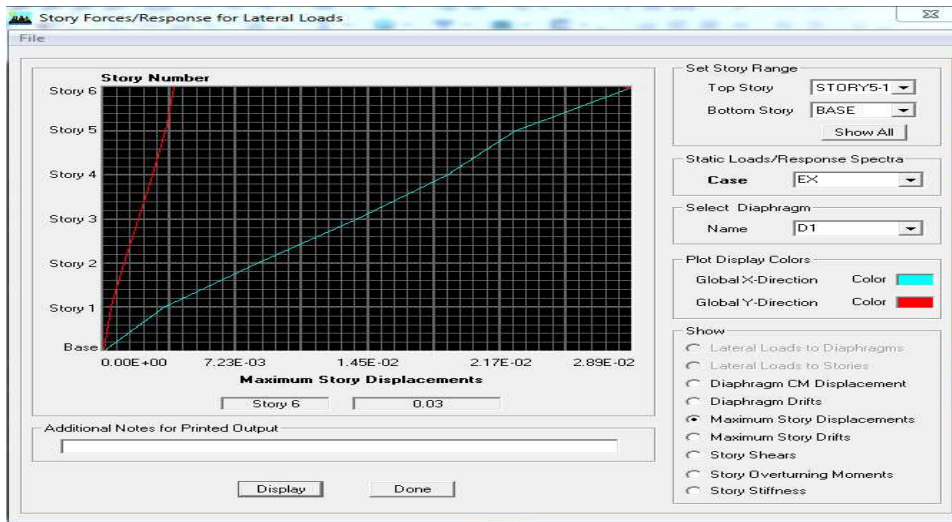 Story Forces/Response for Lateral Loads
File
Story Number
Story 6
Story 5
Story 4
Story 3
Story 2
Story 1
Base
0.00E+00 7.23E-03 1.45E-02 2.17E-02 2.89E-02
Maximum Story Displacements
Story 6 0.03
Additional Notes for Printed Output
Display Done
Set Story Range
Top Story STORY5-1
Bottom Story BASE
Show All
Static Loads/Response Spectra
Case EX
Select Diaphragm
Name D1
Plot Display Colors
Global X-Direction Color
Global Y-Direction Color
Show
Lateral Loads to Diaphragms
Lateral Loads to Stories
Diaphragm CM Displacement
Diaphragm Drifts
Maximum Story Displacements
Maximum Story Drifts
Story Shears
Story Overturning Moments
Story Stiffness